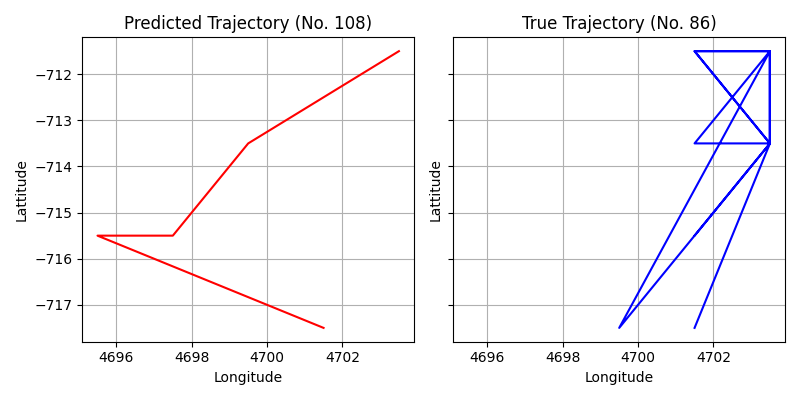 Predicted Trajectory (No. 108)
True Trajectory (No. 86)
Lattitude
−712
−713
−714
−715
−716
−717
4696
4698
4700
4702
Longitude
Lattitude
4696
4698
4700
4702
Longitude